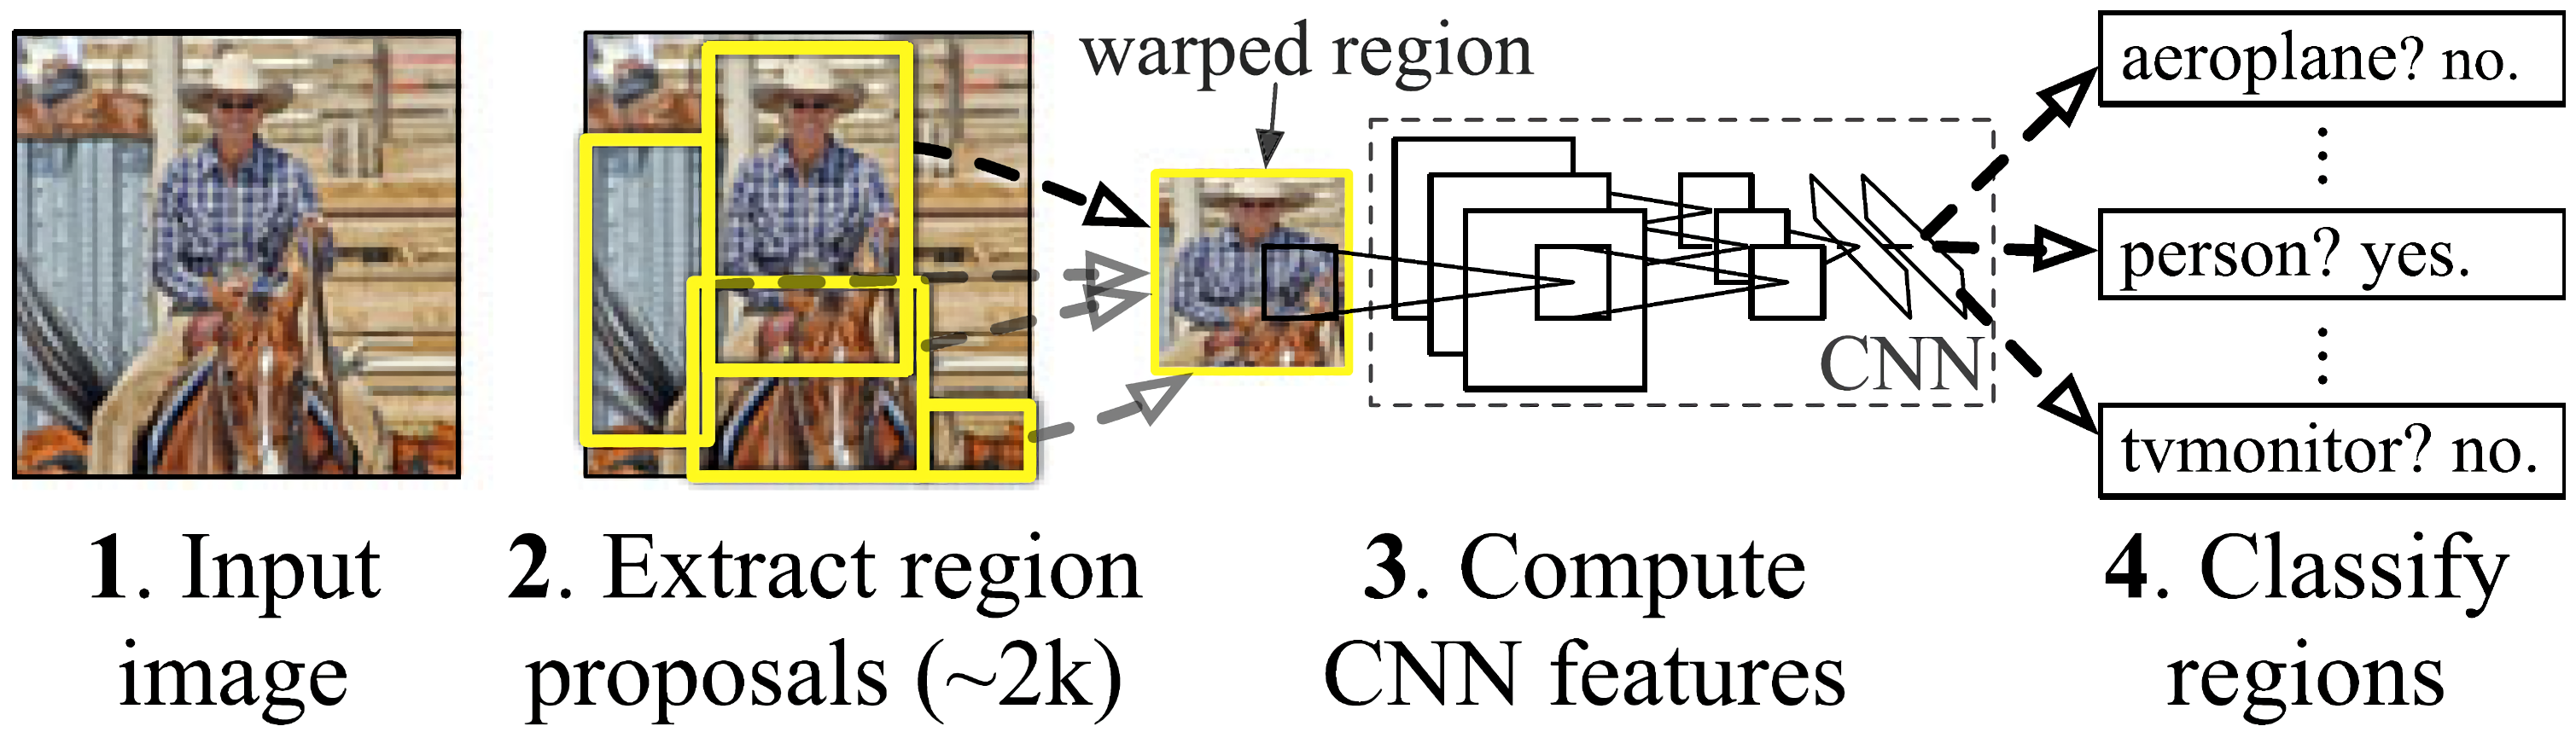 warped region
aeroplane? no.
person? yes.
CNN
tvmonitor? no.
1. Input
image
2. Extract region
proposals (~2k)
3. Compute
CNN features
4. Classify
regions